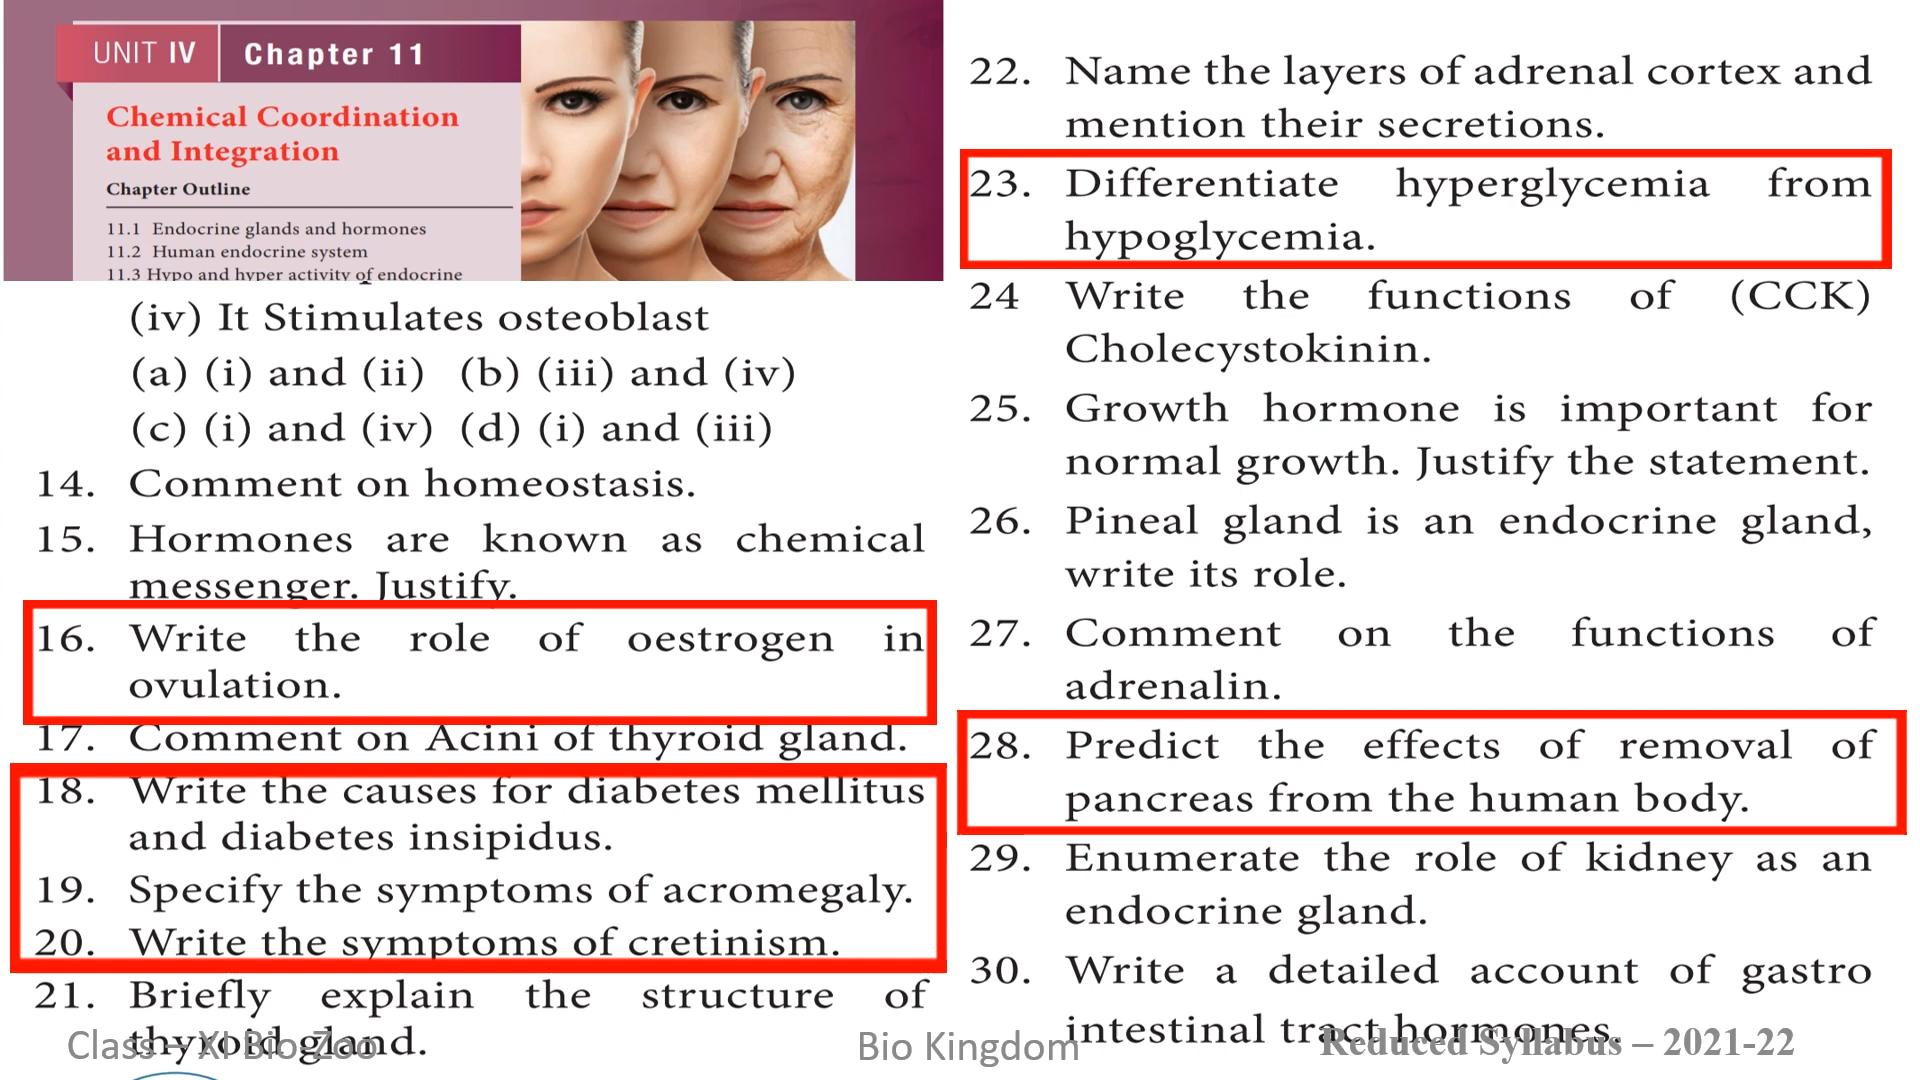 UNIT IV Chapter 11
Chemical Coordination
and Integration
Chapter Outline
11.1 Endocrine glands and hormones
11.2 Human endocrine system
11.3 Hypo and hyper activity of endocrine
(iv) It Stimulates osteoblast
(a) (i) and (ii) (b) (iii) and (iv)
(c) (i) and (iv) (d) (i) and (iii)
14. Comment on homeostasis.
15. Hormones are known as chemical
messenger. Justify.
16. Write the role of oestrogen in
ovulation.
17. Comment on Acini of thyroid gland.
18. Write the causes for diabetes mellitus
and diabetes insipidus.
19. Specify the symptoms of acromegaly.
20. Write the symptoms of cretinism.
21. Briefly explain the structure of
thyroid gland.
22. Name the layers of adrenal cortex and
mention their secretions.
23. Differentiate hyperglycemia from
hypoglycemia.
24 Write the functions of (CCK)
Cholecystokinin.
25. Growth hormone is important for
normal growth. Justify the statement.
26. Pineal gland is an endocrine gland,
write its role.
27. Comment on the functions of
adrenalin.
28. Predict the effects of removal of
pancreas from the human body.
29. Enumerate the role of kidney as an
endocrine gland.
30. Write a detailed account of gastro
intestinal tract hormones.
Class – XI Bio-Zoo
Bio Kingdom
Reduced Syllabus – 2021-22